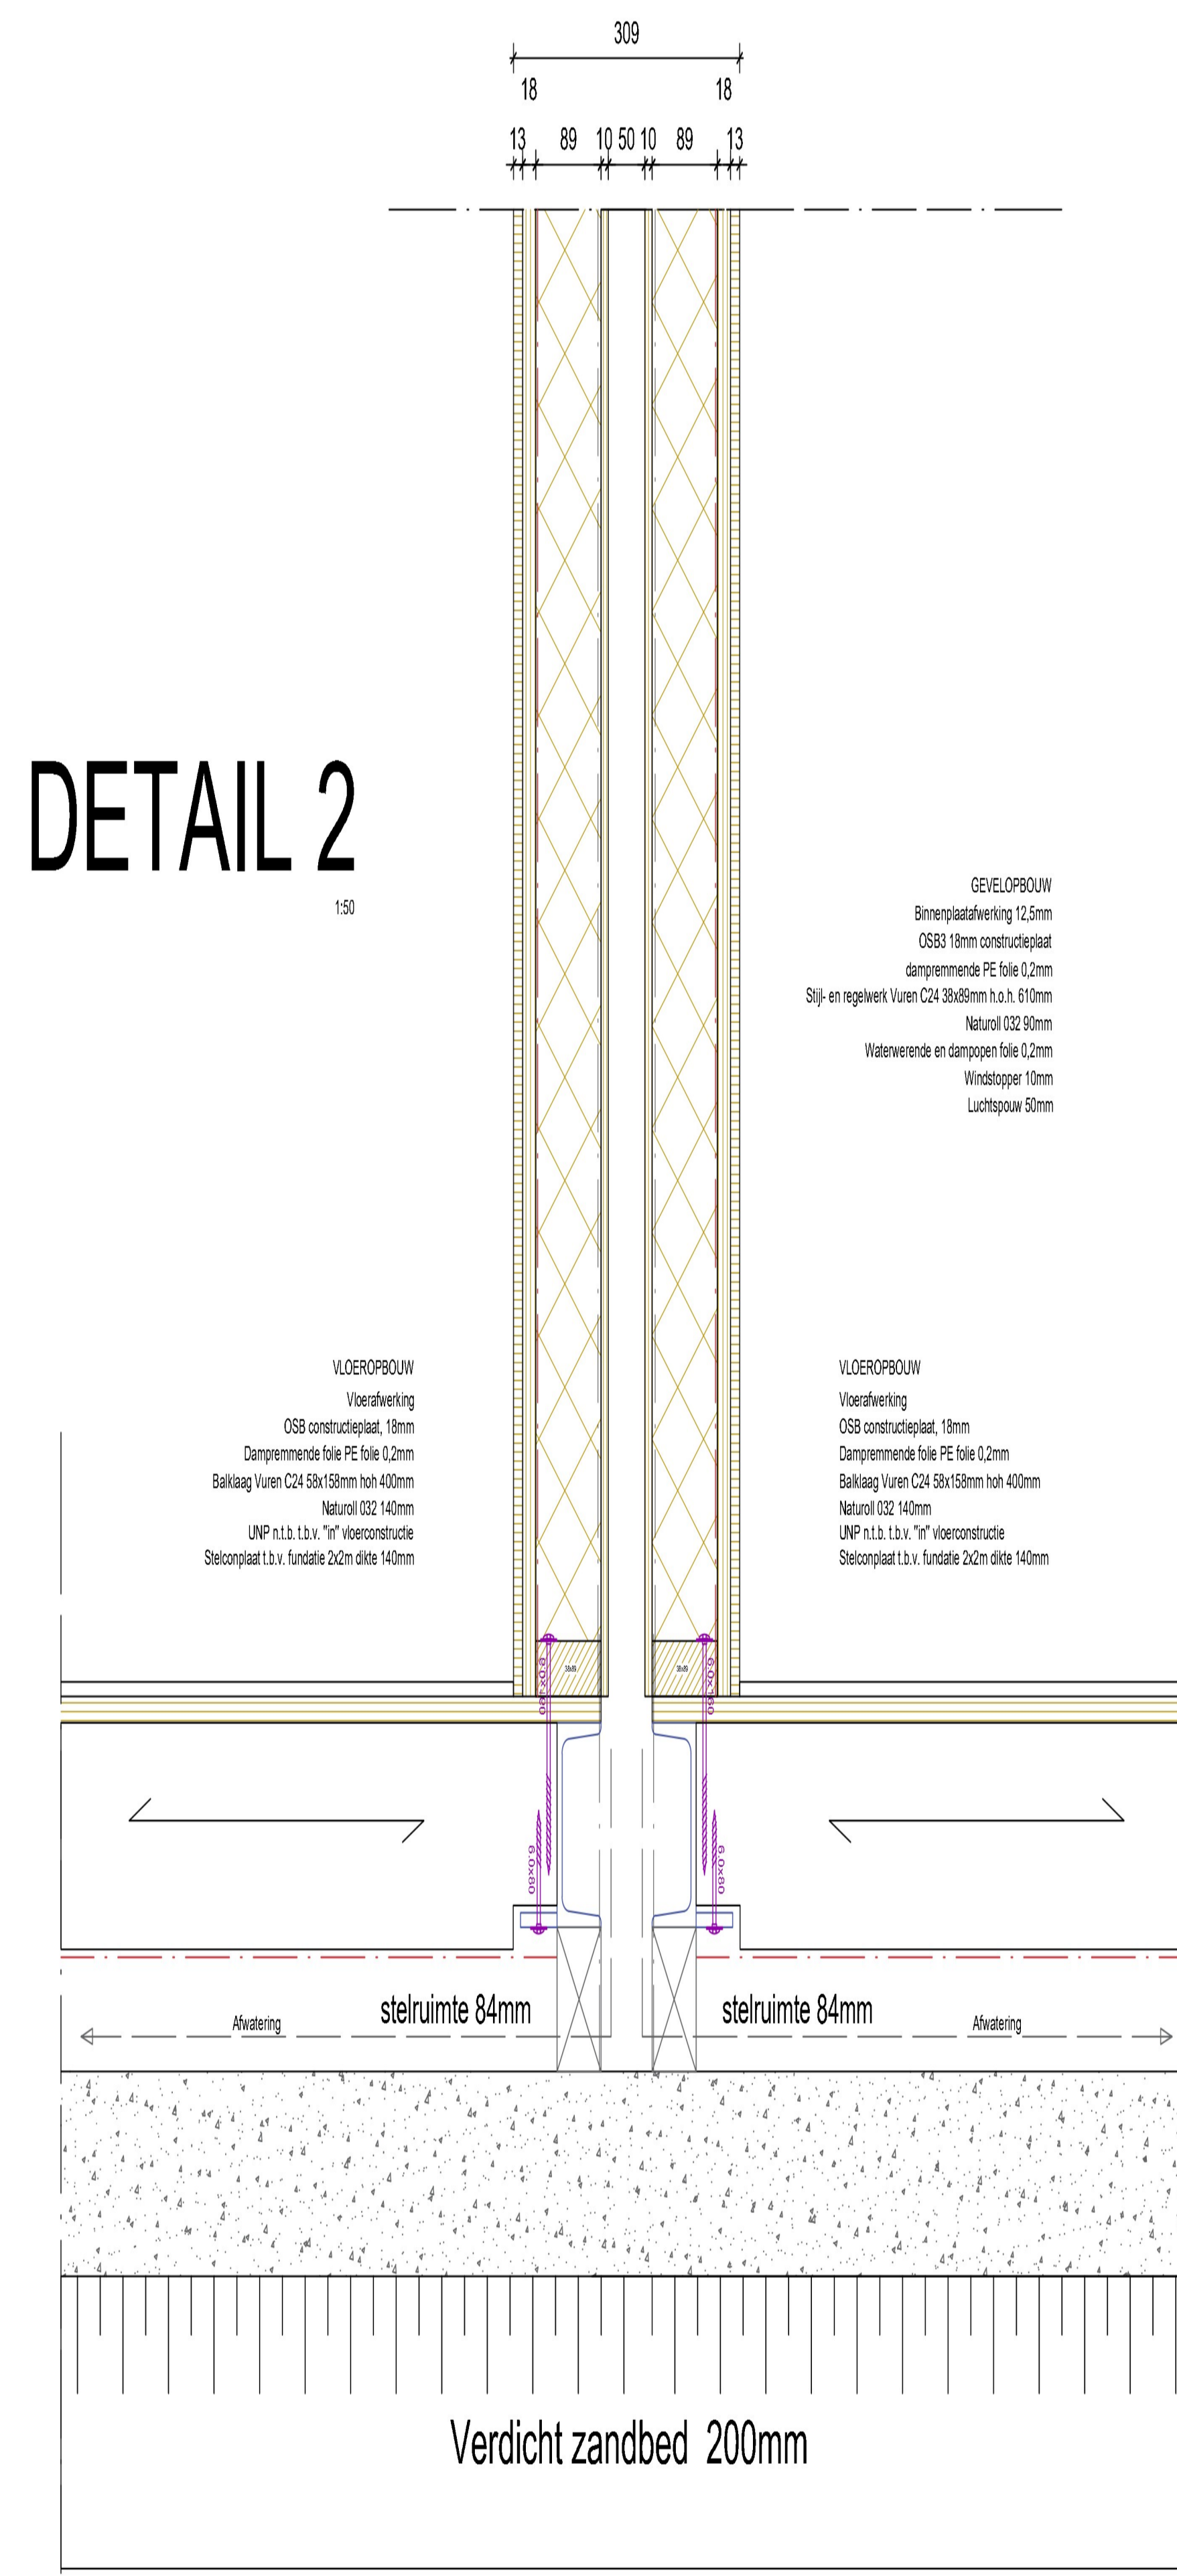 309
18 18
13 89 10 50 10 89 13
DETAIL 2
1:50
GEVELOPBOUW
Binnenplaatafwerking 12,5mm
OSB3 18mm constructieplaat
dampremmende PE folie 0,2mm
Stijl- en regelwerk Vuren C24 38x89mm h.o.h. 610mm
Naturoll 032 90mm
Waterwerende en dampopen folie 0,2mm
Windstopper 10mm
Luchtspouw 50mm
VLOEROPBOUW
Vloerafwerking
OSB constructieplaat, 18mm
Dampremmende folie PE folie 0,2mm
Balklaag Vuren C24 58x158mm hoh 400mm
Naturoll 032 140mm
UNP n.t.b. t.b.v. "in" vloerconstructie
Stelconplaat t.b.v. fundatie 2x2m dikte 140mm
VLOEROPBOUW
Vloerafwerking
OSB constructieplaat, 18mm
Dampremmende folie PE folie 0,2mm
Balklaag Vuren C24 58x158mm hoh 400mm
Naturoll 032 140mm
UNP n.t.b. t.b.v. "in" vloerconstructie
Stelconplaat t.b.v. fundatie 2x2m dikte 140mm
38x89
38x89
6.0x80
6.0x80
stelruimte 84mm
stelruimte 84mm
Afwatering
Afwatering
Verdicht zandbed 200mm